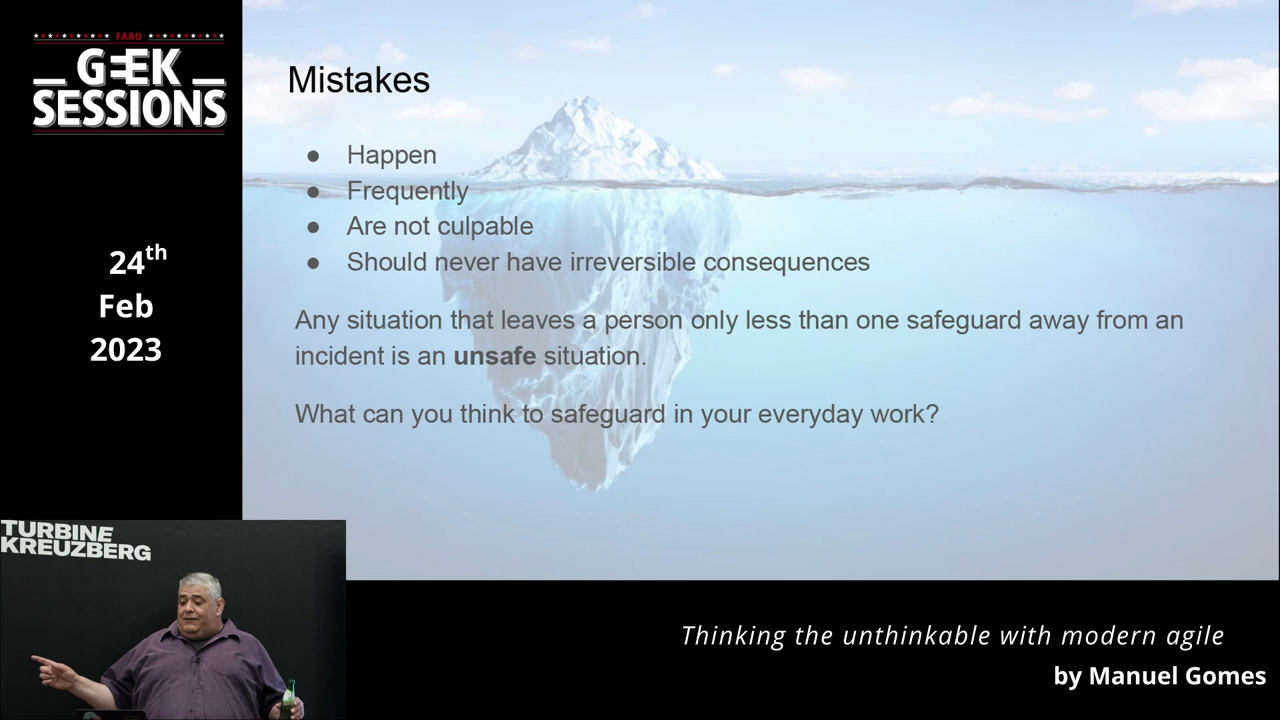 FARO
GEEK
SESSIONS
24th
Feb
2023
Mistakes
● Happen
● Frequently
● Are not culpable
● Should never have irreversible consequences
Any situation that leaves a person only less than one safeguard away from an
incident is an unsafe situation.
What can you think to safeguard in your everyday work?
TURBINE
KREUZBERG
Thinking the unthinkable with modern agile
by Manuel Gomes